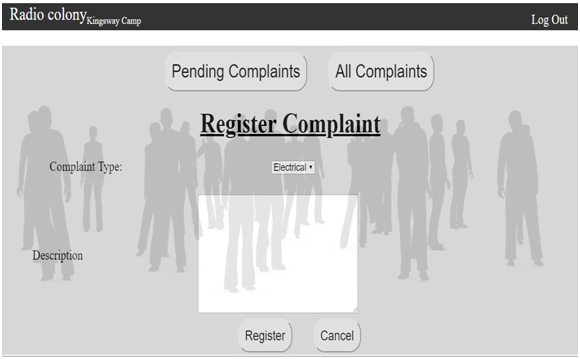 Radio colony Kingsway Camp Log Out
Pending Complaints All Complaints
Register Complaint
Complaint Type: Electrical
Description
Register Cancel